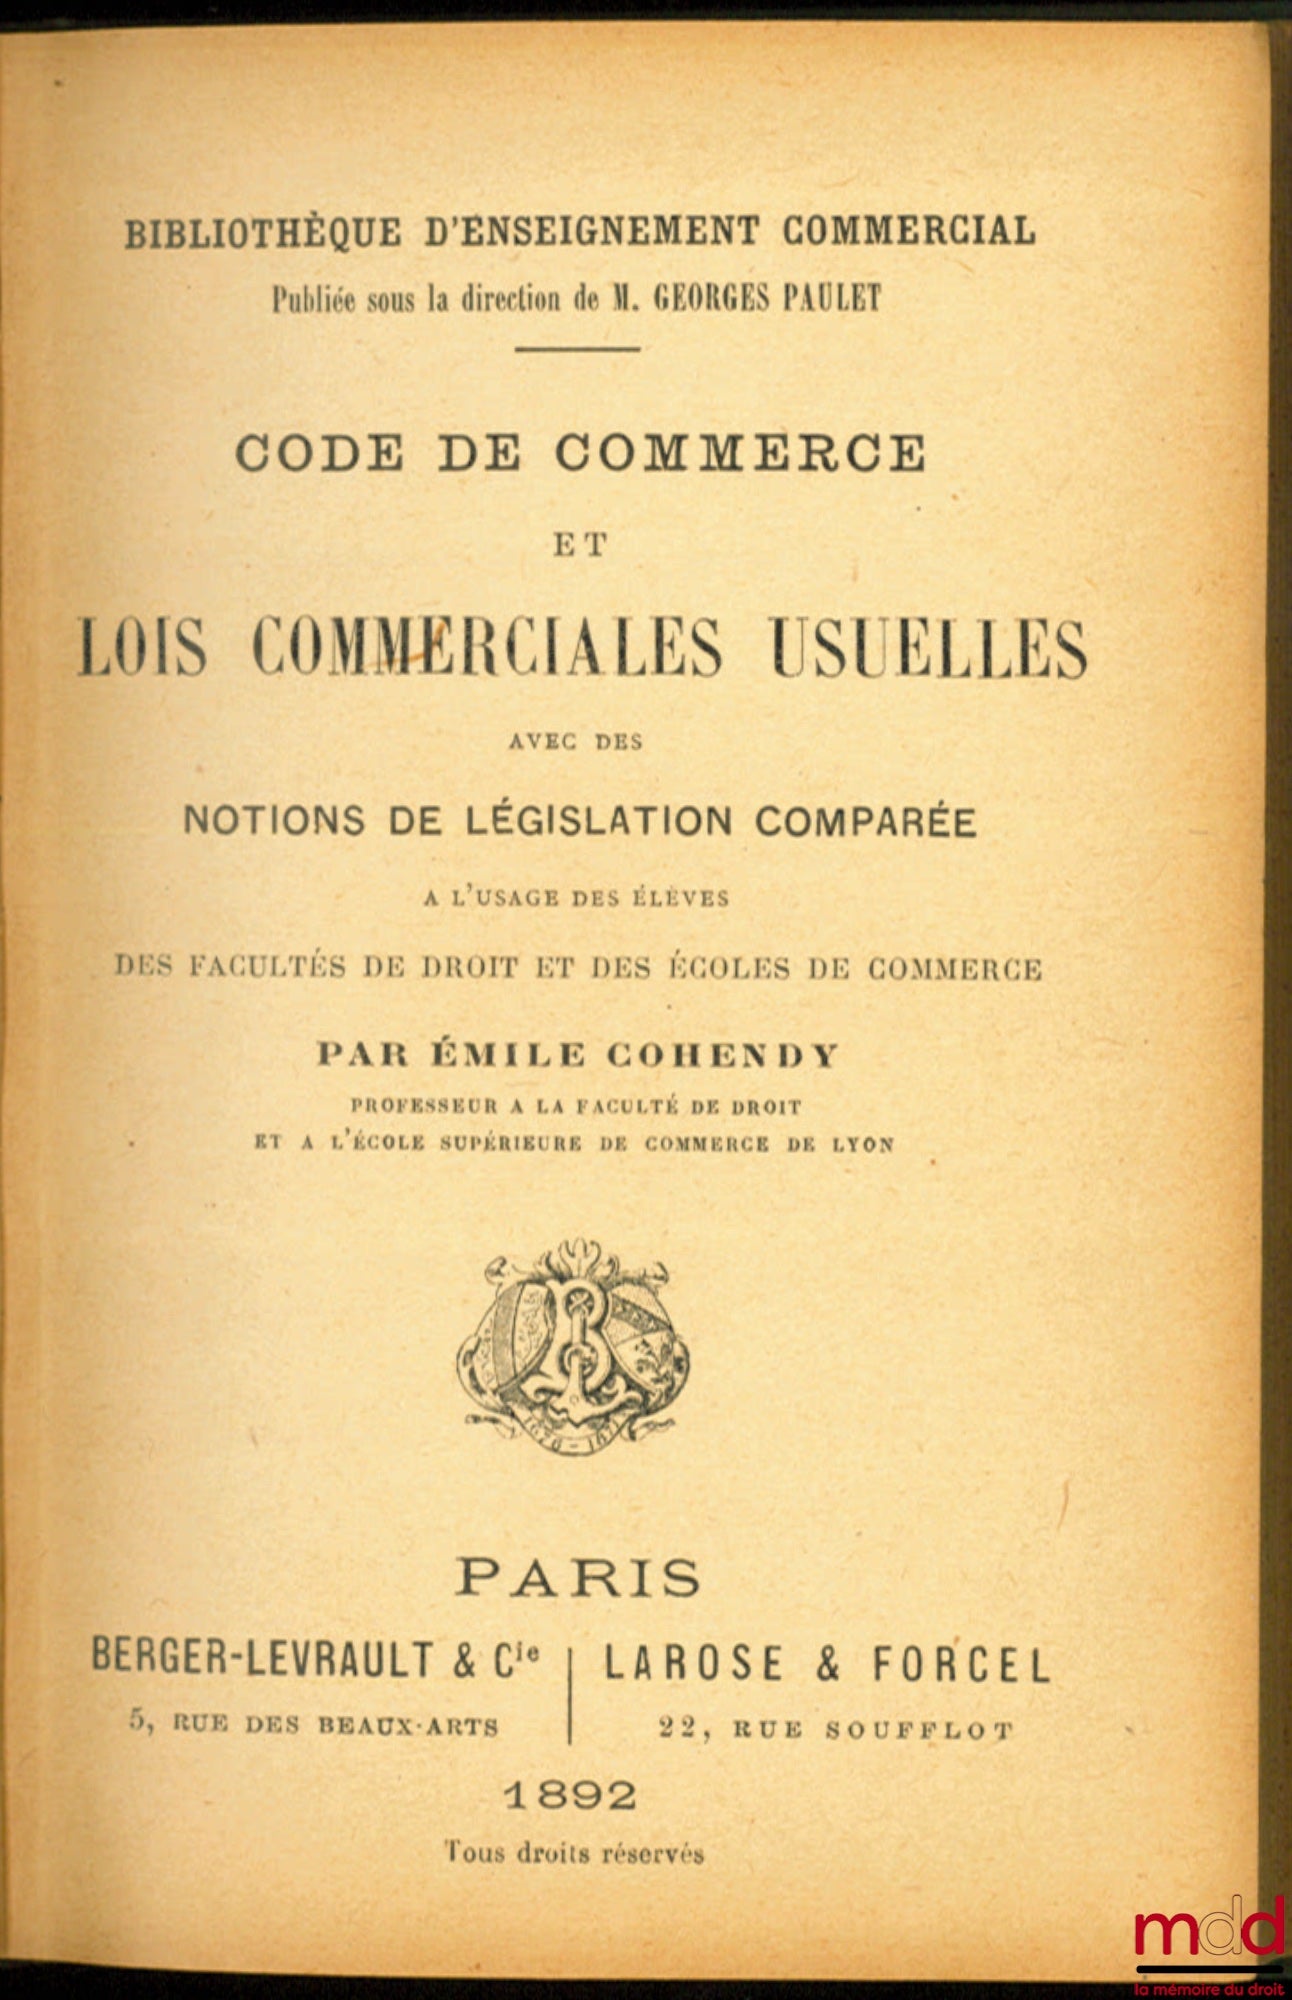 BIBLIOTHÈQUE D'ENSEIGNEMENT COMMERCIAL
Publiée sous la direction de M. GEORGES PAULET
CODE DE COMMERCE
ET
LOIS COMMERCIALES USUELLES
AVEC DES
NOTIONS DE LÉGISLATION COMPARÉE
A L'USAGE DES ÉLÈVES
DES FACULTÉS DE DROIT ET DES ÉCOLES DE COMMERCE
PAR ÉMILE COHENDY
PROFESSEUR A LA FACULTÉ DE DROIT
ET A L'ÉCOLE SUPÉRIEURE DE COMMERCE DE LYON
PARIS
BERGER-LEVRAULT & Cie
5, RUE DES BEAUX-ARTS
LAROSE & FORCEL
22, RUE SOUFFLOT
1892
Tous droits réservés
mdd
la mémoire du droit